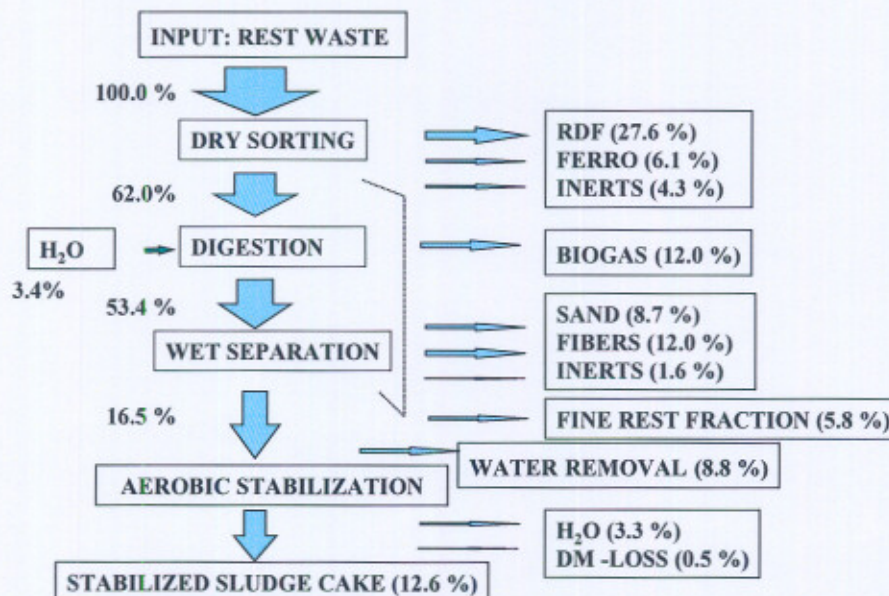 INPUT: REST WASTE
100.0 %
DRY SORTING
RDF (27.6 %)
FERRO (6.1 %)
INERTS (4.3 %)
62.0%
H₂O
3.4%
DIGESTION
BIOGAS (12.0 %)
53.4 %
WET SEPARATION
SAND (8.7 %)
FIBERS (12.0 %)
INERTS (1.6 %)
16.5 %
FINE REST FRACTION (5.8 %)
WATER REMOVAL (8.8 %)
AEROBIC STABILIZATION
H₂O (3.3 %)
DM -LOSS (0.5 %)
STABILIZED SLUDGE CAKE (12.6 %)